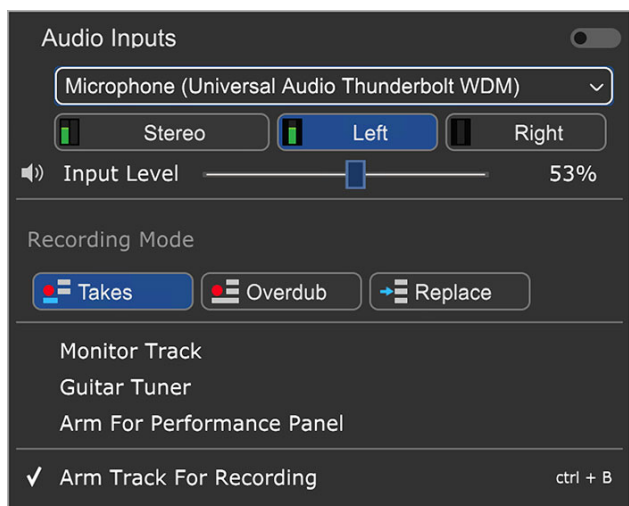 Audio Inputs
Microphone (Universal Audio Thunderbolt WDM)
Stereo Left Right
Input Level 53%
Recording Mode
Takes Overdub Replace
Monitor Track
Guitar Tuner
Arm For Performance Panel
Arm Track For Recording ctrl + B